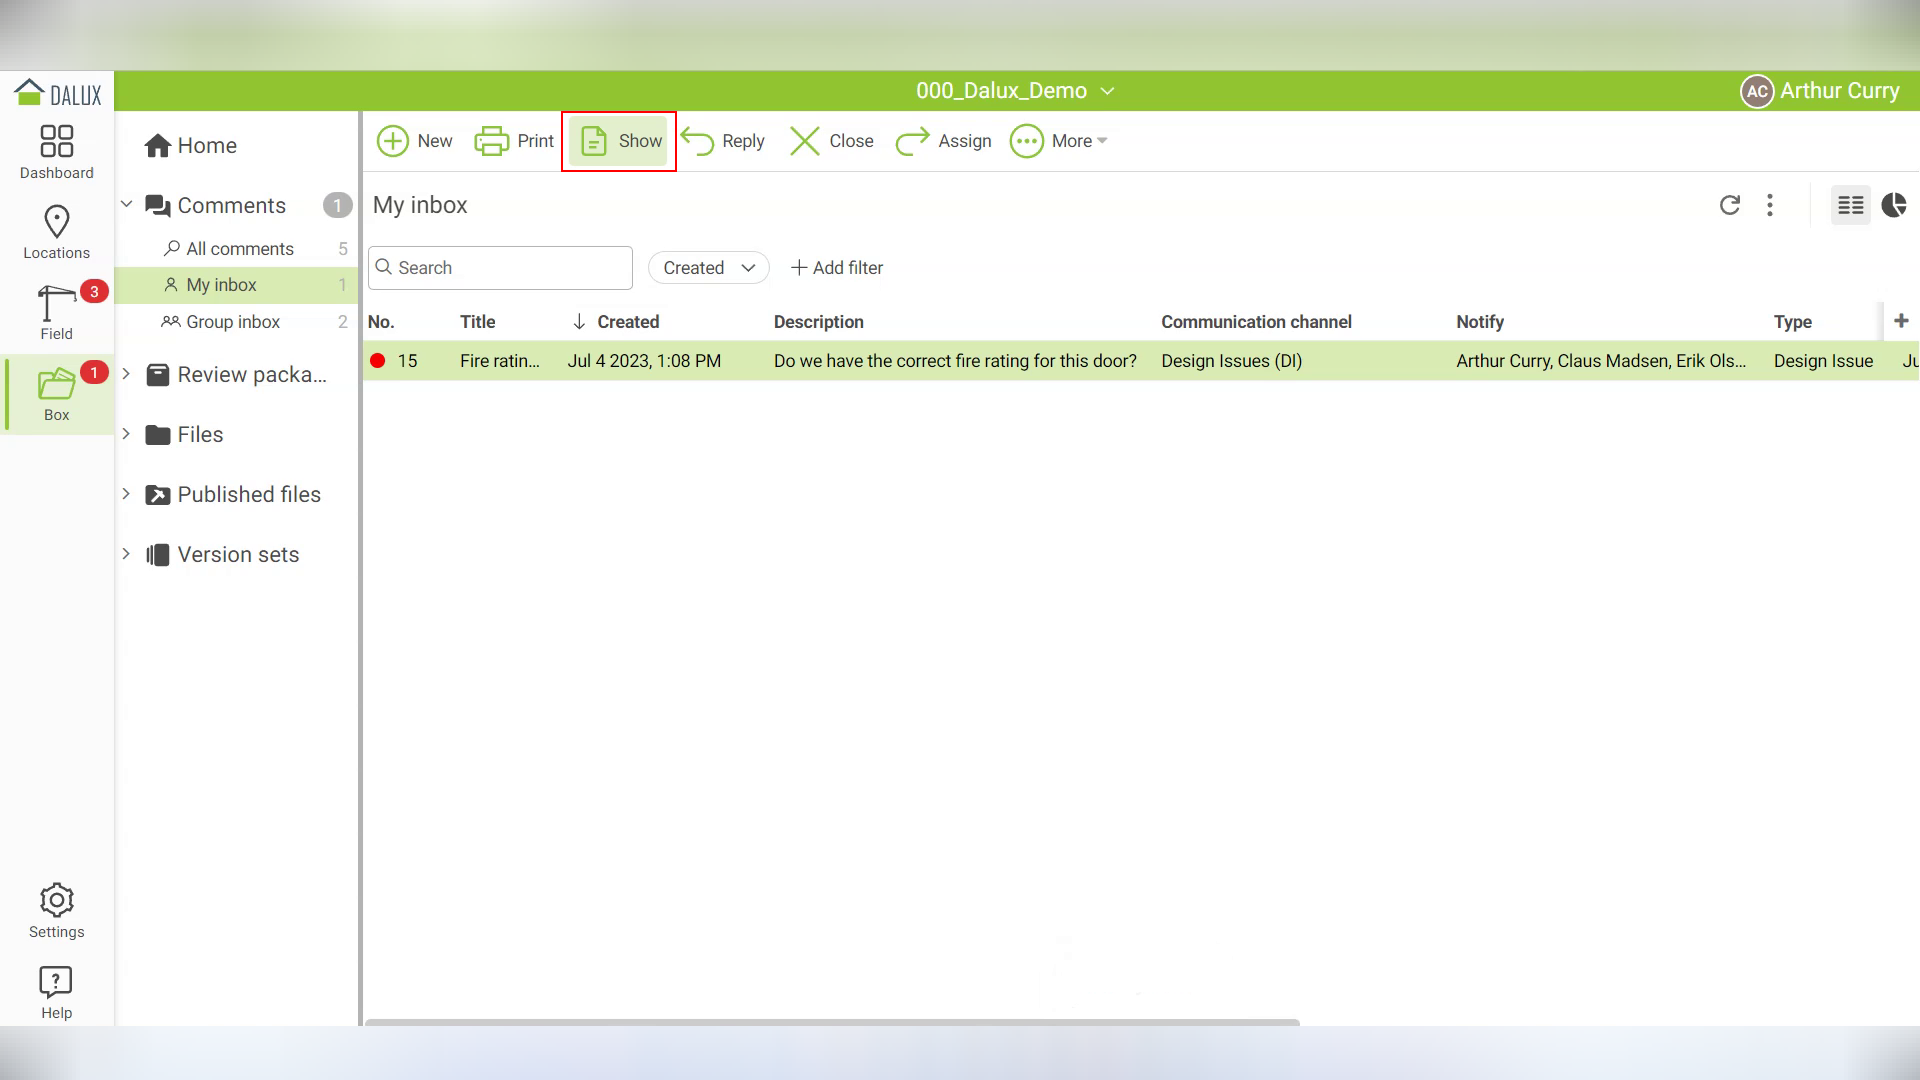 DALUX
000_Dalux_Demo
AC Arthur Curry
Dashboard
Locations
3
Field
1
Box
Settings
?
Help
Home
Comments 1
All comments 5
My inbox 1
Group inbox 2
Review packa...
Files
Published files
Version sets
New Print Show Reply Close Assign More
My inbox
Search Created + Add filter
No. Title Created Description Communication channel Notify Type +
15 Fire ratin... Jul 4 2023, 1:08 PM Do we have the correct fire rating for this door? Design Issues (DI) Arthur Curry, Claus Madsen, Erik Ols... Design Issue Ju